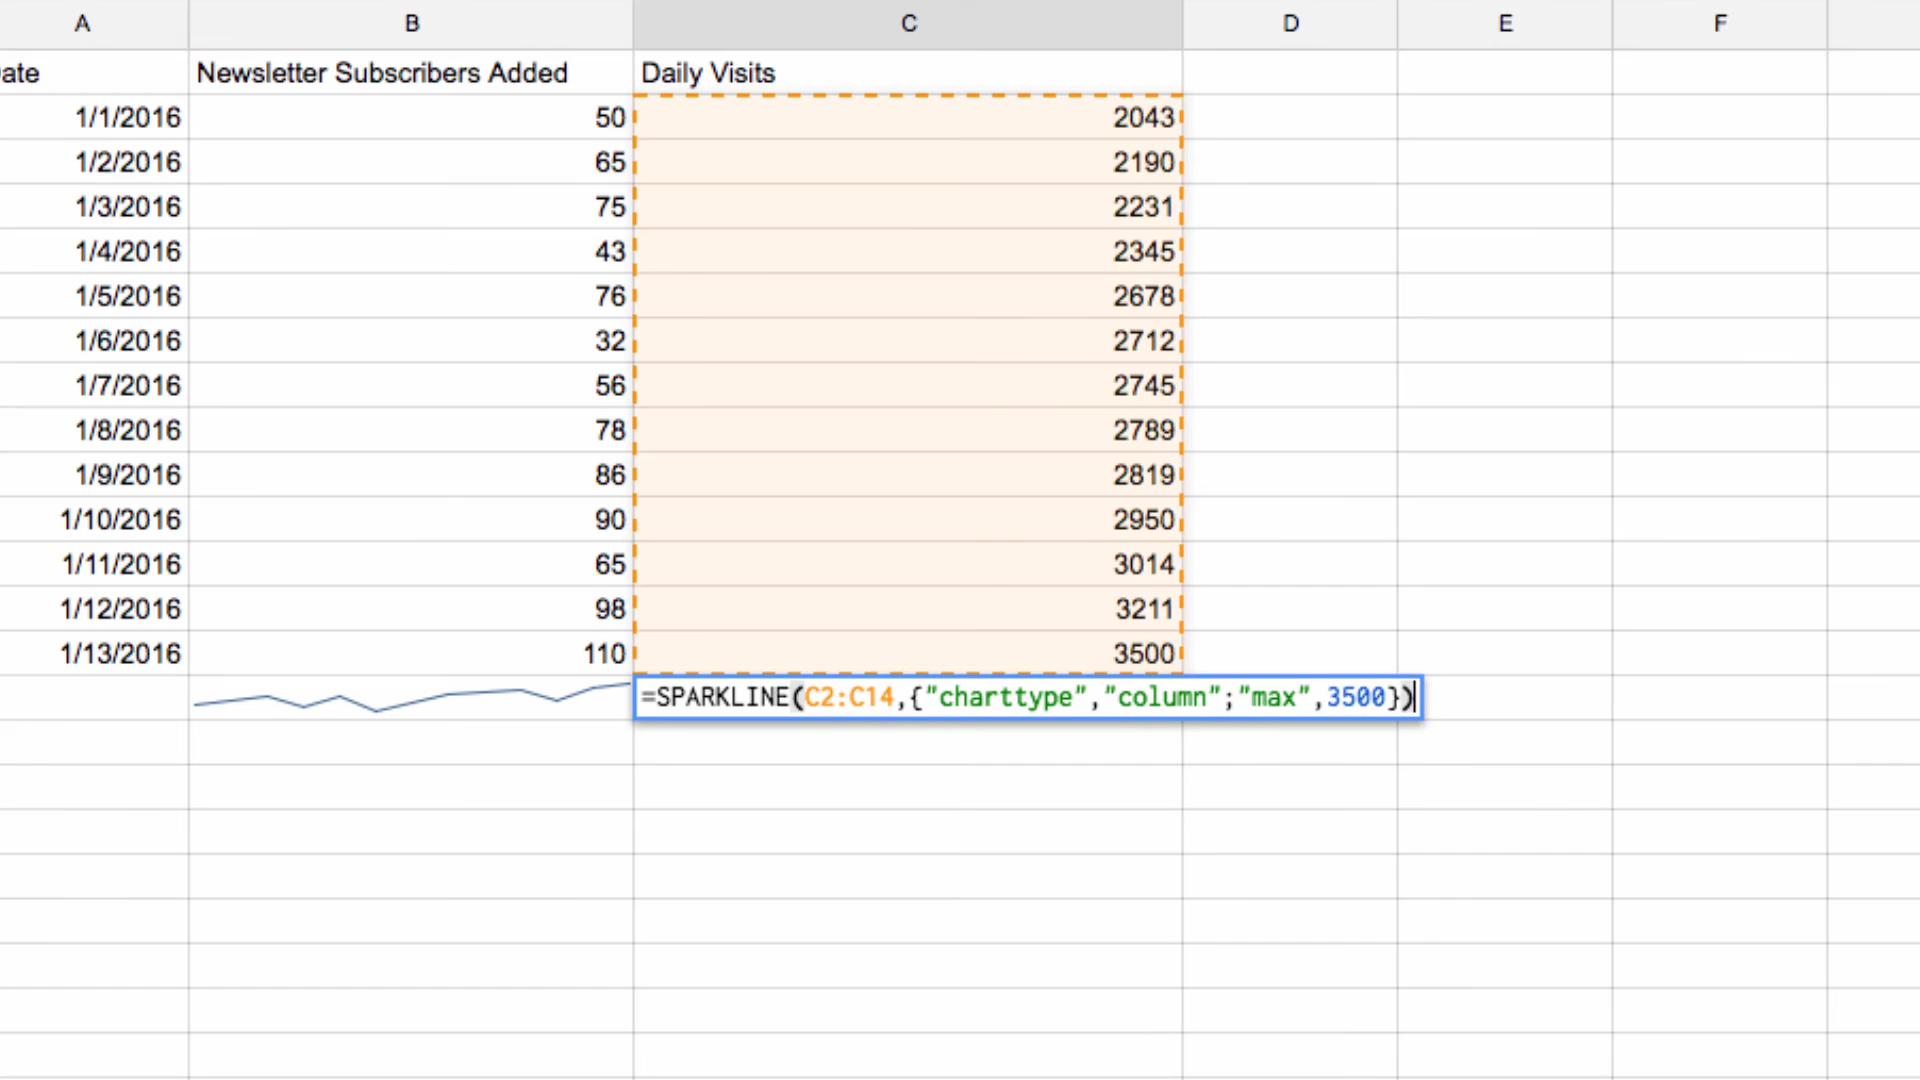 A B C D E F
ate Newsletter Subscribers Added Daily Visits
1/1/2016 50 2043
1/2/2016 65 2190
1/3/2016 75 2231
1/4/2016 43 2345
1/5/2016 76 2678
1/6/2016 32 2712
1/7/2016 56 2745
1/8/2016 78 2789
1/9/2016 86 2819
1/10/2016 90 2950
1/11/2016 65 3014
1/12/2016 98 3211
1/13/2016 110 3500
=SPARKLINE(C2:C14,{"charttype","column";"max",3500})